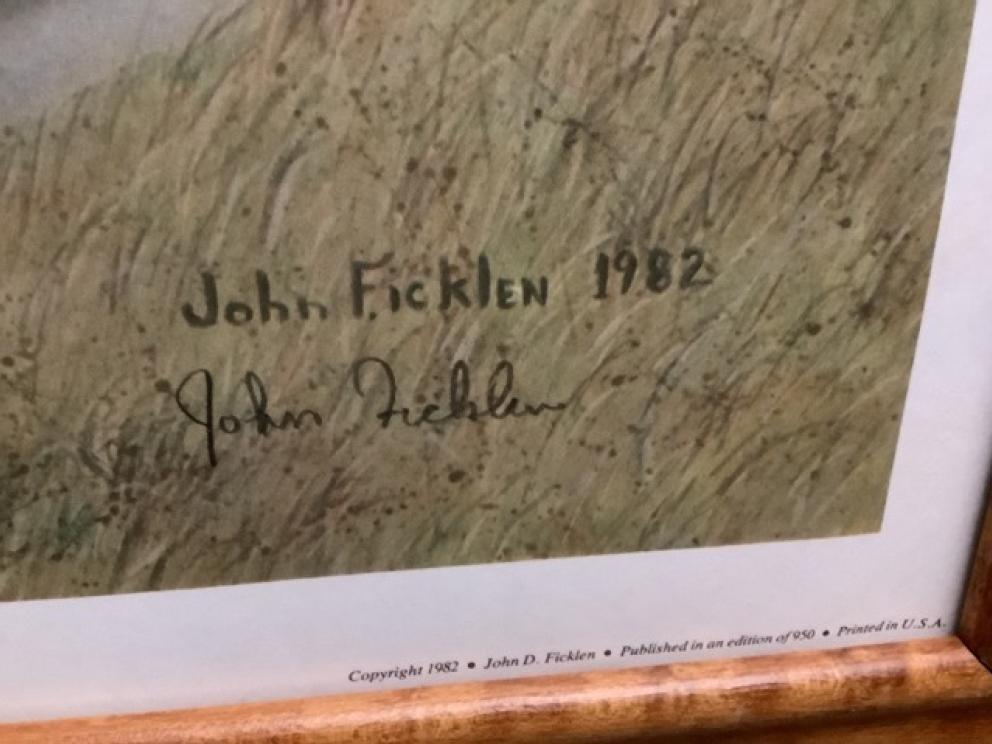 John FicklEN 1982
John Ficklen
Copyright 1982 • John D. Ficklen • Published in an edition of 950 • Printed in U.S.A.